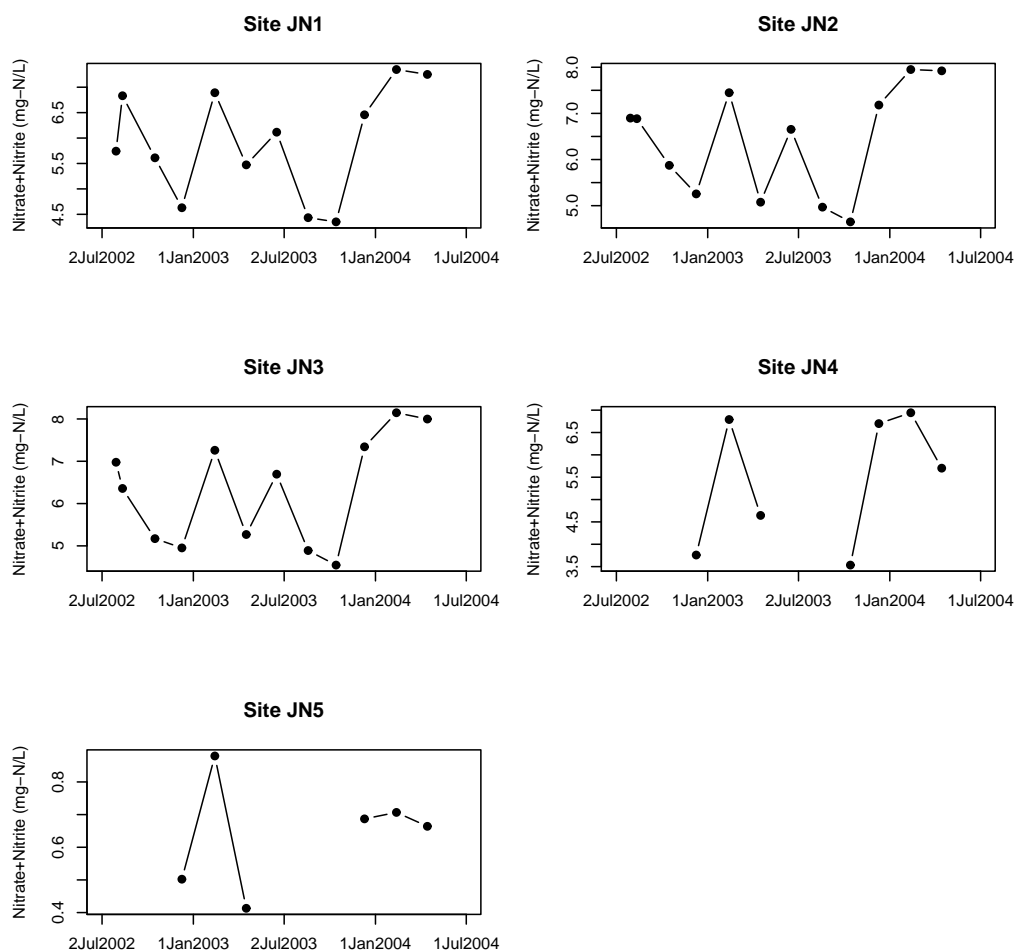 Site JN1
Nitrate+Nitrite (mg−N/L)
6.5
5.5
4.5
2Jul2002 1Jan2003 2Jul2003 1Jan2004 1Jul2004
Site JN2
Nitrate+Nitrite (mg−N/L)
8.0
7.0
6.0
5.0
2Jul2002 1Jan2003 2Jul2003 1Jan2004 1Jul2004
Site JN3
Nitrate+Nitrite (mg−N/L)
8
7
6
5
2Jul2002 1Jan2003 2Jul2003 1Jan2004 1Jul2004
Site JN4
Nitrate+Nitrite (mg−N/L)
6.5
5.5
4.5
3.5
2Jul2002 1Jan2003 2Jul2003 1Jan2004 1Jul2004
Site JN5
Nitrate+Nitrite (mg−N/L)
0.8
0.6
0.4
2Jul2002 1Jan2003 2Jul2003 1Jan2004 1Jul2004